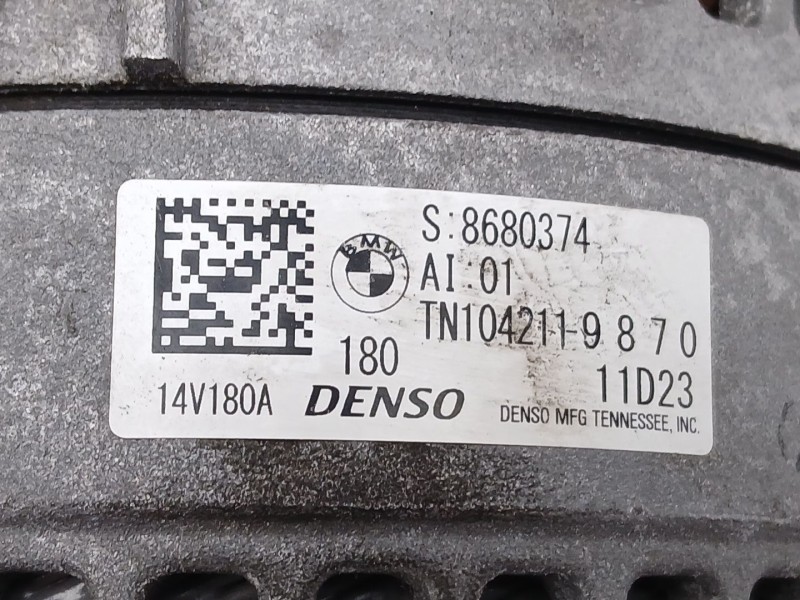 S:8680374
BMW
AI:01
TN104211-9870
180
11D23
14V180A
DENSO
DENSO MFG TENNESSEE, INC.